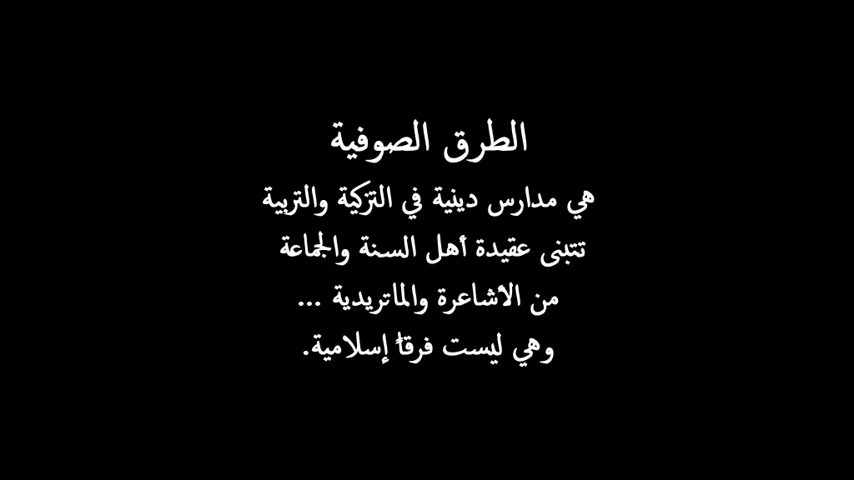 الطرق الصوفية
هي مدارس دينية في التزكية والتربية
تتبنى عقيدة أهل السنة والجماعة
من الأشاعرة والماتريدية ...
وهي ليست فرقاً إسلامية.